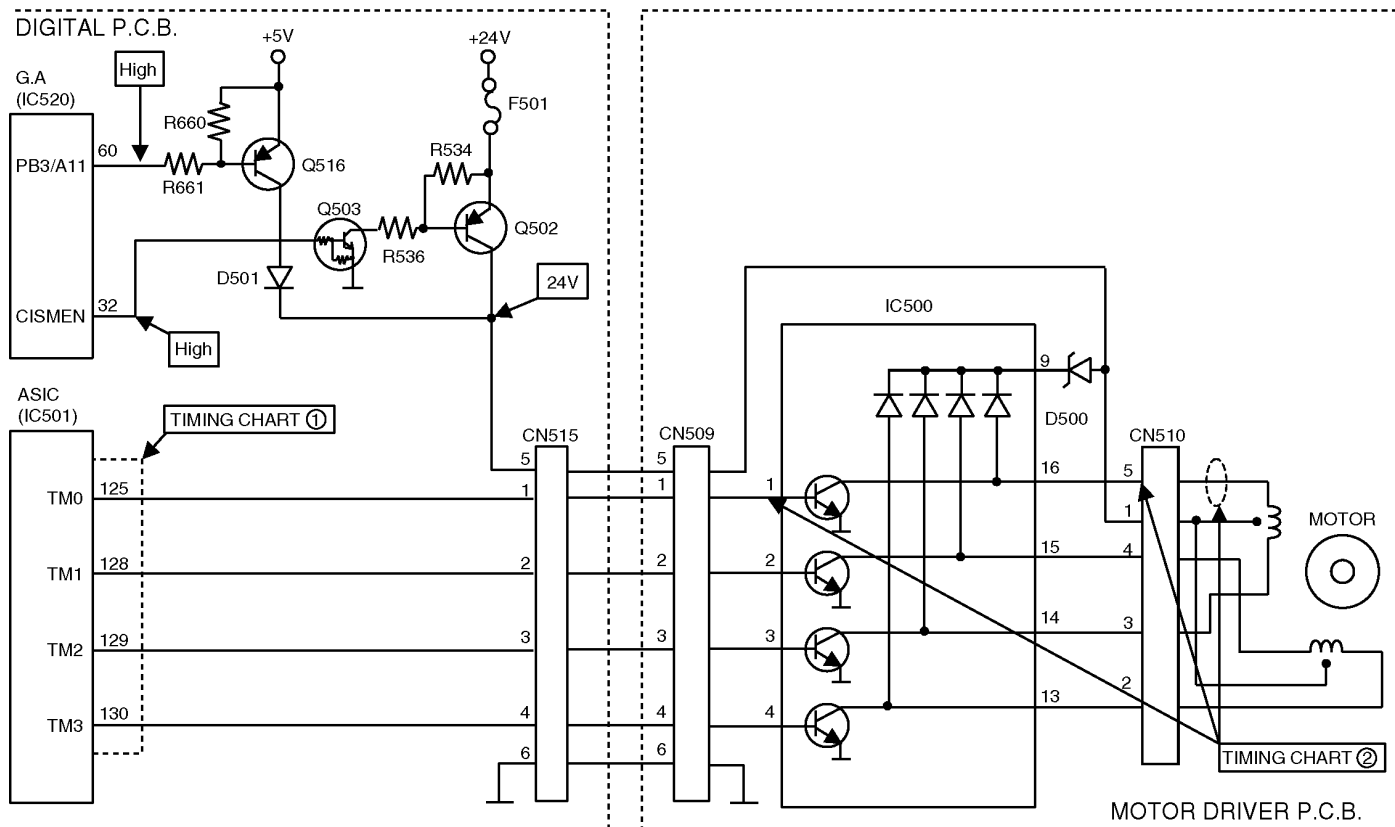 DIGITAL P.C.B.
+5V
+24V
High
G.A
(IC520)
F501
R660
60
R534
PB3/A11
Q516
R661
Q503
Q502
R536
D501
24V
32
CISMEN
IC500
High
9
ASIC
(IC501)
TIMING CHART ①
D500
CN515
CN509
CN510
5
5
16
5
125
1
1
1
TM0
1
MOTOR
15
4
128
2
2
2
TM1
14
3
129
3
3
3
TM2
2
13
130
4
4
4
TM3
6
6
TIMING CHART ②
MOTOR DRIVER P.C.B.